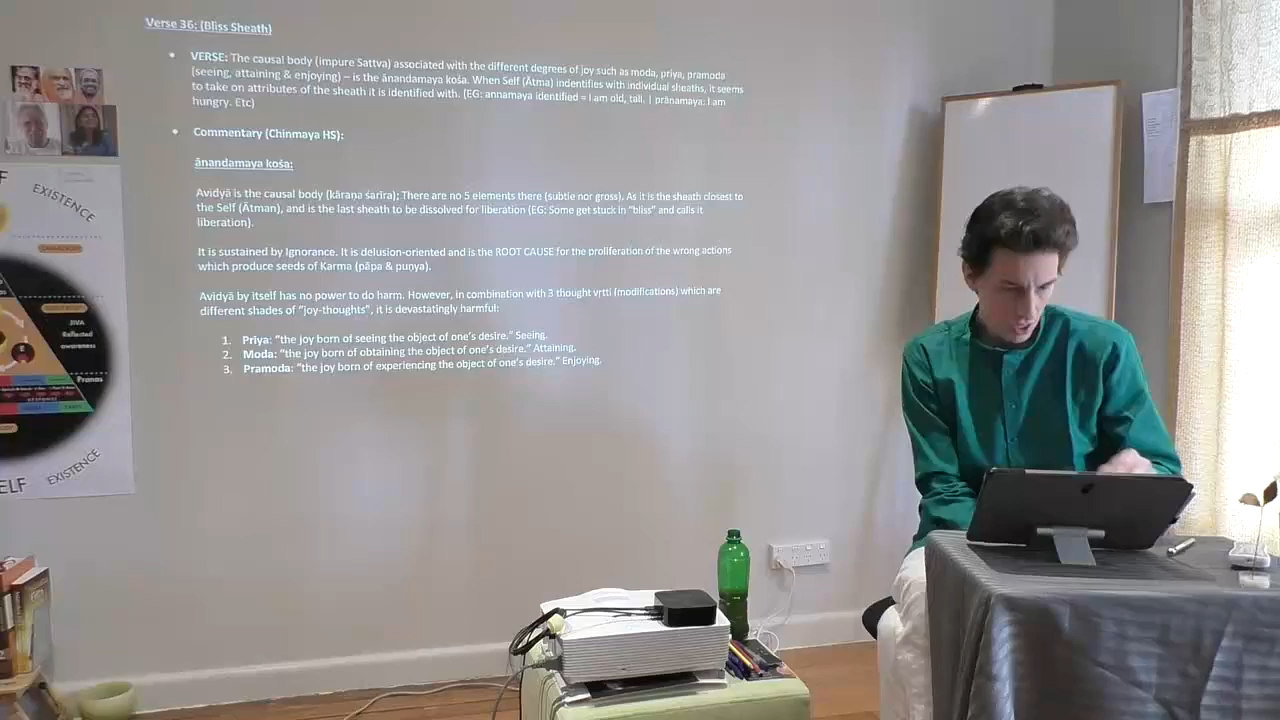 Verse 36: (Bliss Sheath)
• VERSE: The causal body (impure Sattva) associated with the different degrees of joy such as moda, priya, pramoda
(seeing, attaining & enjoying) – is the ānandamaya kośa. When Self (Ātma) indentifies with individual sheaths, it seems
to take on attributes of the sheath it is identified with. (EG: annamaya identified = I am old, tall. | prānamaya: I am
hungry. Etc)
• Commentary (Chinmaya HS):
ānandamaya kośa:
Avidyā is the causal body (kāraṇa śarīra); There are no 5 elements there (subtle nor gross). As it is the sheath closest to
the Self (Ātman), and is the last sheath to be dissolved for liberation (EG: Some get stuck in "bliss" and calls it
liberation).
It is sustained by Ignorance. It is delusion-oriented and is the ROOT CAUSE for the proliferation of the wrong actions
which produce seeds of Karma (pāpa & puṇya).
Avidyā by itself has no power to do harm. However, in combination with 3 thought vṛtti (modifications) which are
different shades of "joy-thoughts", it is devastatingly harmful:
1. Priya: "the joy born of seeing the object of one's desire." Seeing.
2. Moda: "the joy born of obtaining the object of one's desire." Attaining.
3. Pramoda: "the joy born of experiencing the object of one's desire." Enjoying.
EXISTENCE
JIVA
Reflected
awareness
Pranas
EXISTENCE
ELF